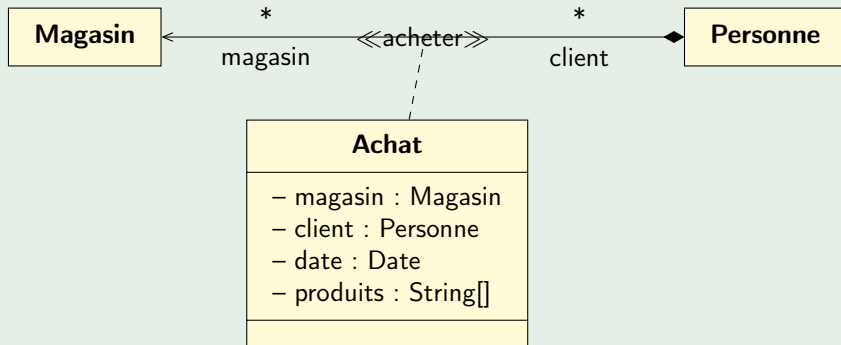 * *
Magasin ≪acheter≫ Personne
magasin client
Achat
– magasin : Magasin
– client : Personne
– date : Date
– produits : String[]